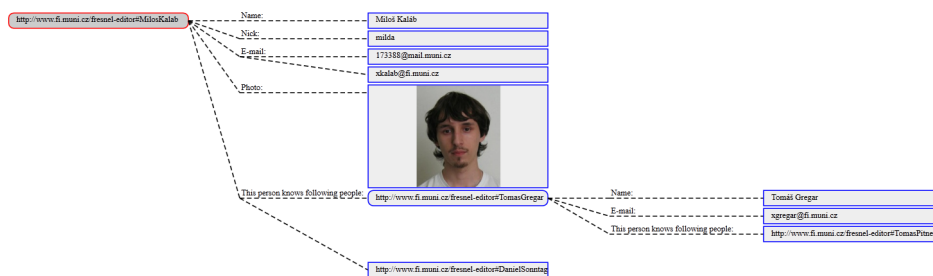 http://www.fi.muni.cz/fresnel-editor#MilosKalab
Name:
Miloš Kaláb
Nick:
milda
E-mail:
173388@mail.muni.cz
xkalab@fi.muni.cz
Photo:
This person knows following people:
http://www.fi.muni.cz/fresnel-editor#TomasGregar
Name:
Tomáš Gregar
E-mail:
xgregar@fi.muni.cz
This person knows following people:
http://www.fi.muni.cz/fresnel-editor#TomasPitne
http://www.fi.muni.cz/fresnel-editor#DanielSonntag